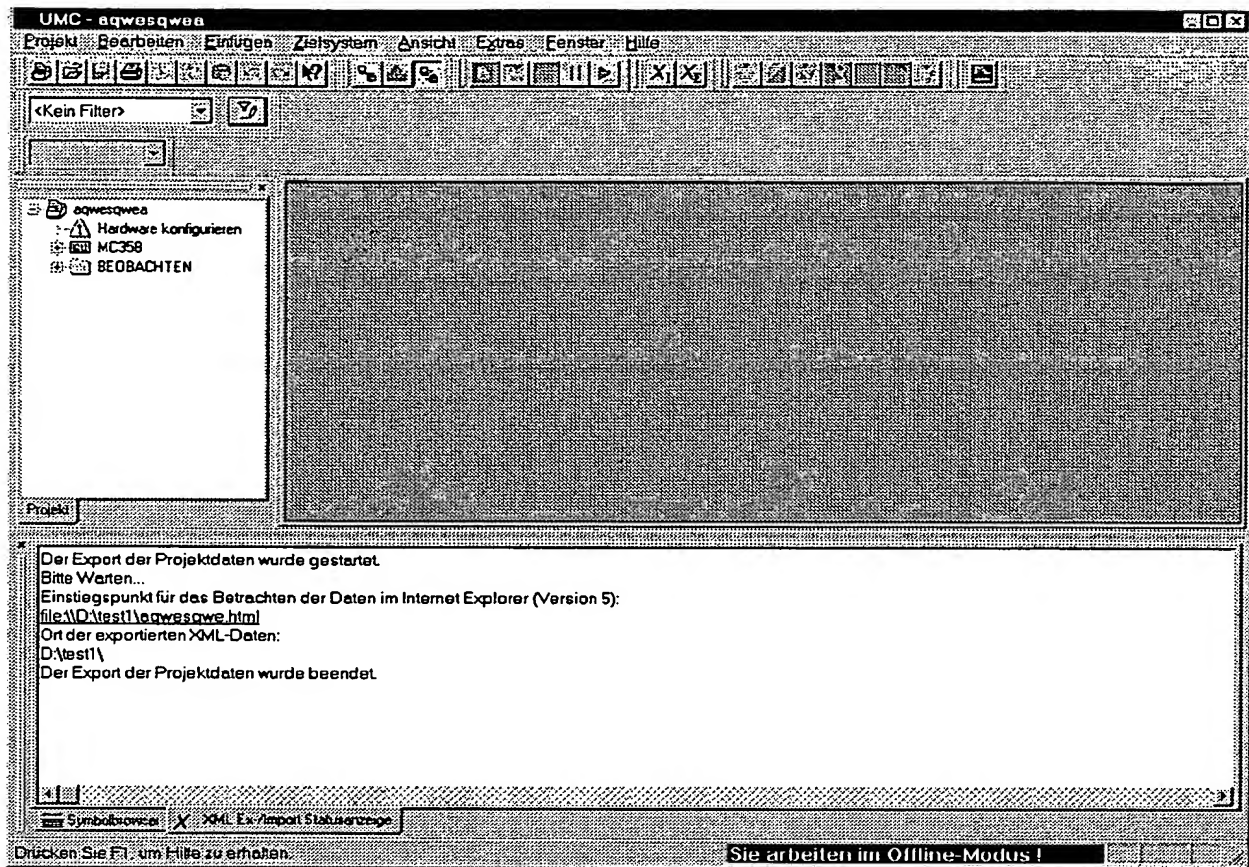 UMC - aqwesqwea
Projekt Bearbeiten Einfügen Zielsystem Ansicht Extras Fenster Hilfe
<Kein Filter>
aqwesqwea
Hardware konfigurieren
MC358
BEOBACHTEN
Projekt
Der Export der Projektdaten wurde gestartet.
Bitte Warten...
Einstiegspunkt für das Betrachten der Daten im Internet Explorer (Version 5):
file:\\D:\test1\aqwesqwe.html
Ort der exportierten XML-Daten:
D:\test1\
Der Export der Projektdaten wurde beendet.
Symbolbrowser XML Ex-/Import Statusanzeige
Drücken Sie F1, um Hilfe zu erhalten.
Sie arbeiten im Offline-Modus !